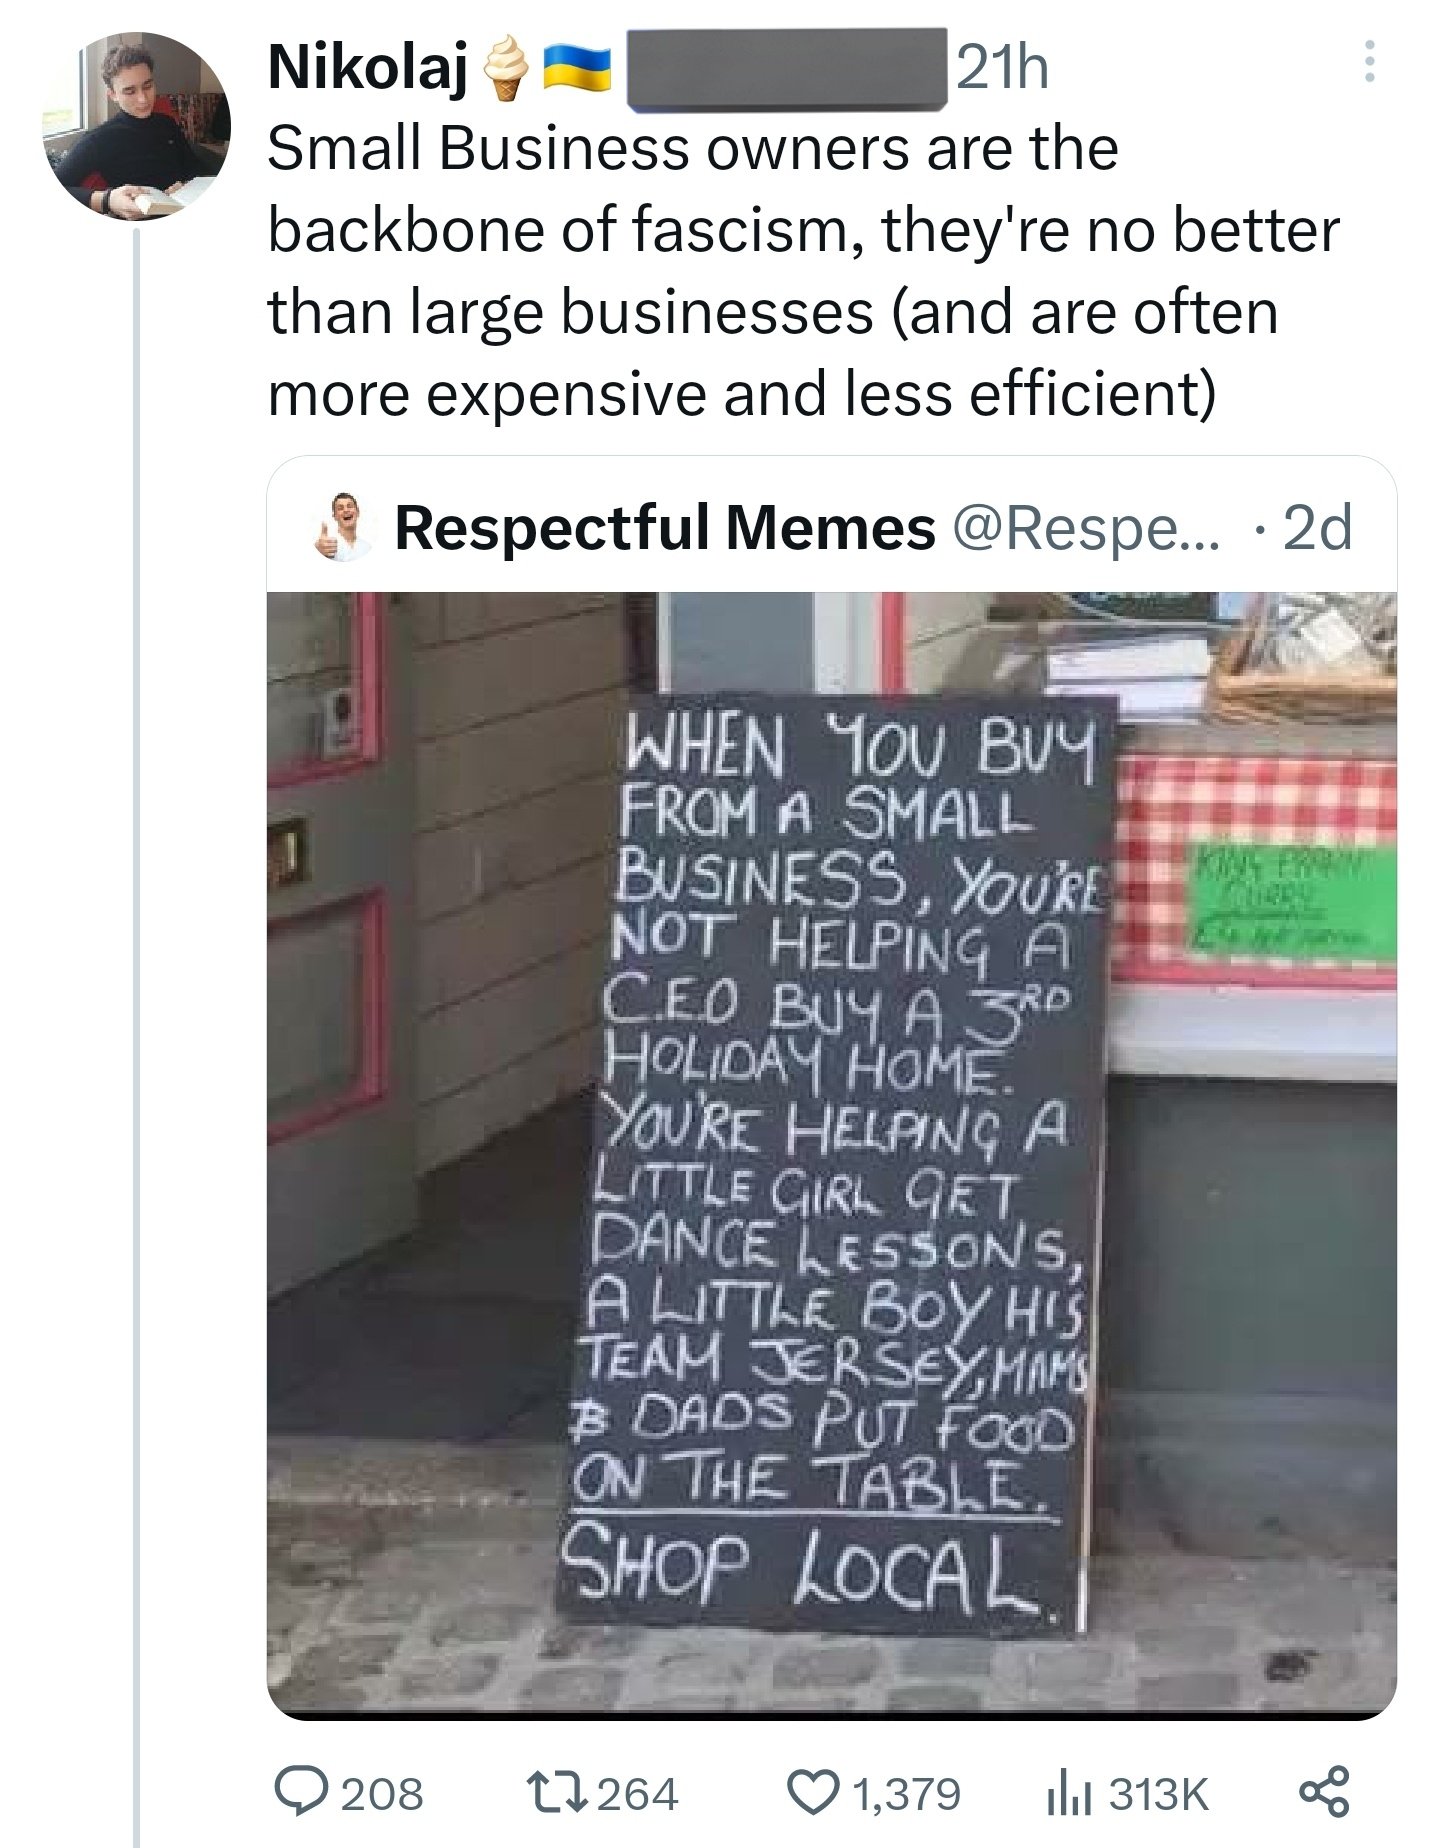 Nikolaj🍦🇺🇦 21h
Small Business owners are the
backbone of fascism, they're no better
than large businesses (and are often
more expensive and less efficient)
Respectful Memes @Respe... · 2d
WHEN YOU BUY
FROM A SMALL
BUSINESS, YOU'RE
NOT HELPING A
C.E.O BUY A 3RD
HOLIDAY HOME.
YOU'RE HELPING A
LITTLE GIRL GET
DANCE LESSONS,
A LITTLE BOY HIS
TEAM JERSEY, MAMS
& DADS PUT FOOD
ON THE TABLE.
SHOP LOCAL.
KING PRAWN
CURRY
208 264 1,379 313K